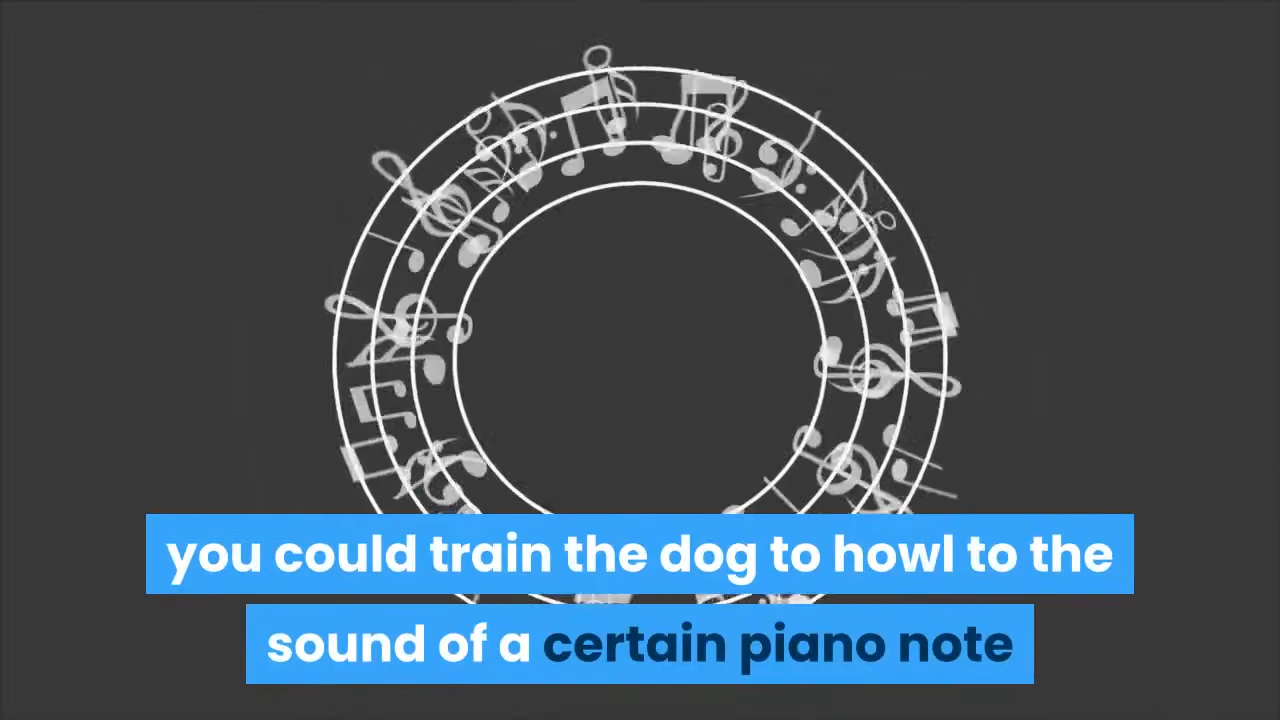 you could train the dog to howl to the
sound of a certain piano note